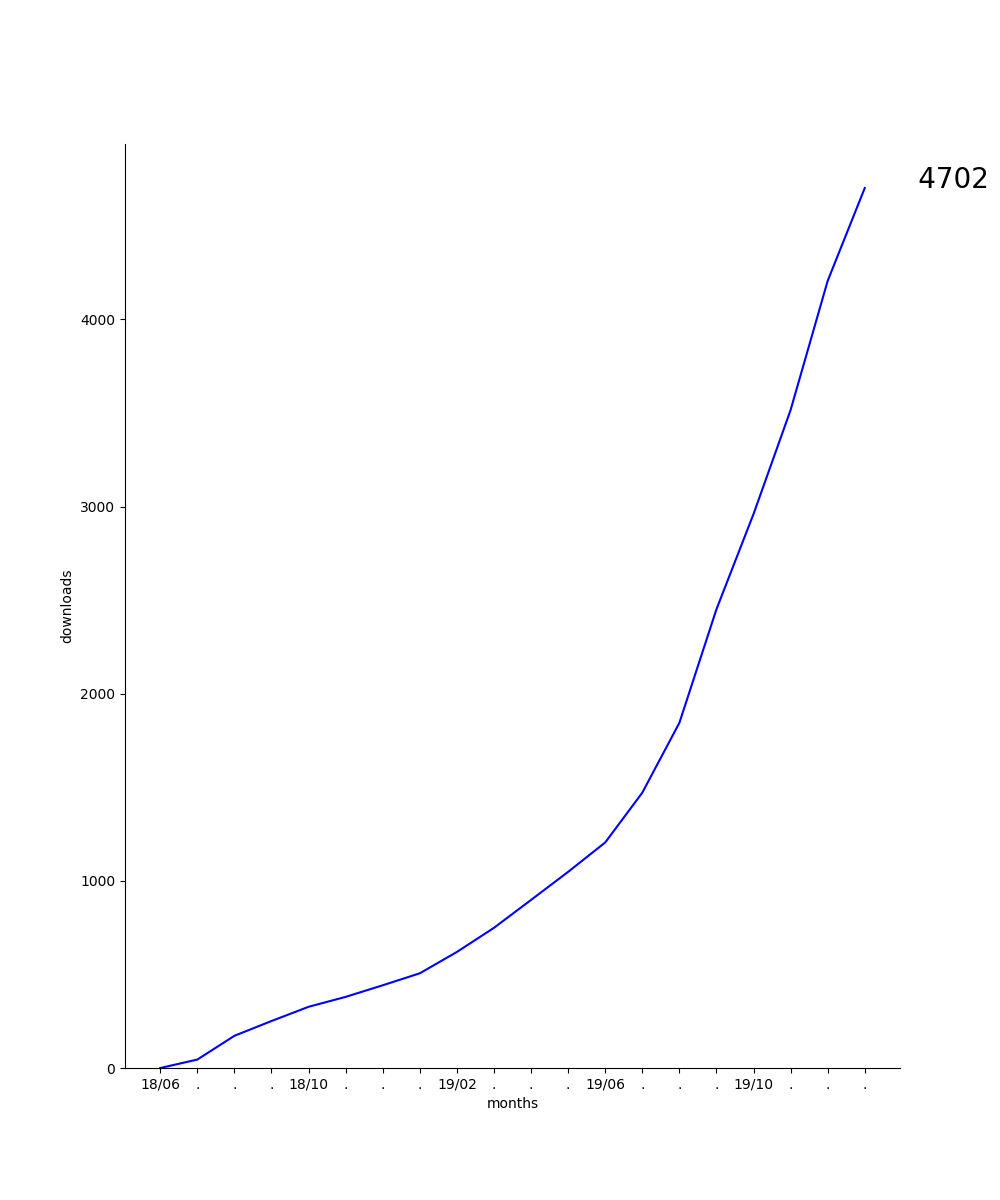 4702
4000
3000
2000
1000
0
downloads
18/06 . . . 18/10 . . . 19/02 . . . 19/06 . . . 19/10 . . .
months